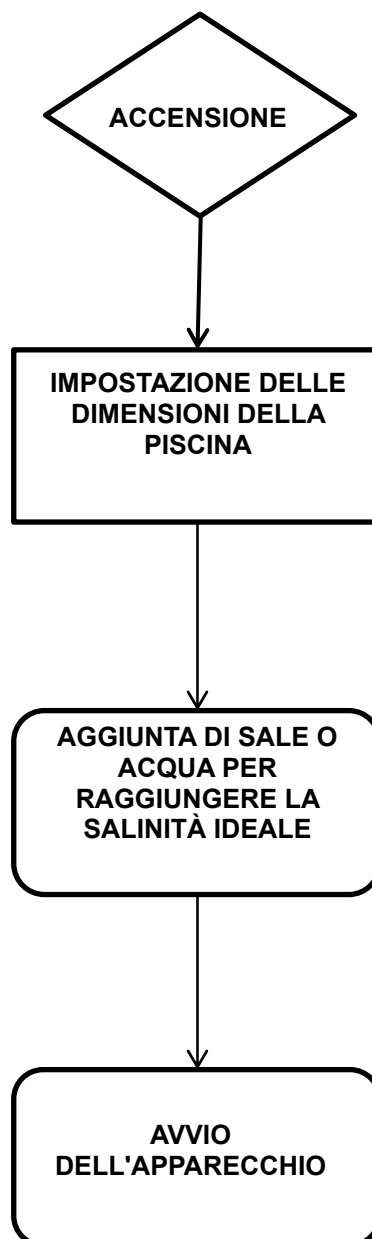 ACCENSIONE
IMPOSTAZIONE DELLE
DIMENSIONI DELLA
PISCINA
AGGIUNTA DI SALE O
ACQUA PER
RAGGIUNGERE LA
SALINITÀ IDEALE
AVVIO
DELL'APPARECCHIO